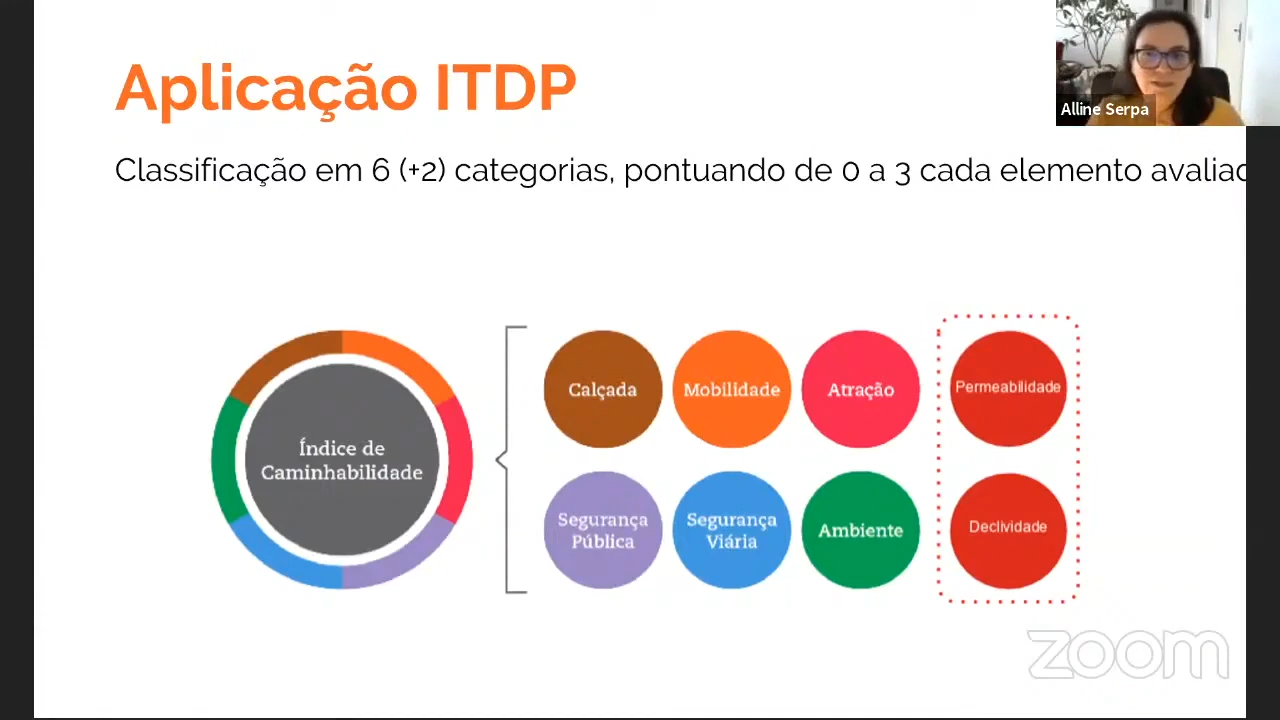 Aplicação ITDP
Alline Serpa
Classificação em 6 (+2) categorias, pontuando de 0 a 3 cada elemento
Índice de
Caminhabilidade
Calçada
Mobilidade
Atração
Permeabilidade
Segurança
Pública
Segurança
Viária
Ambiente
Declividade
zoom